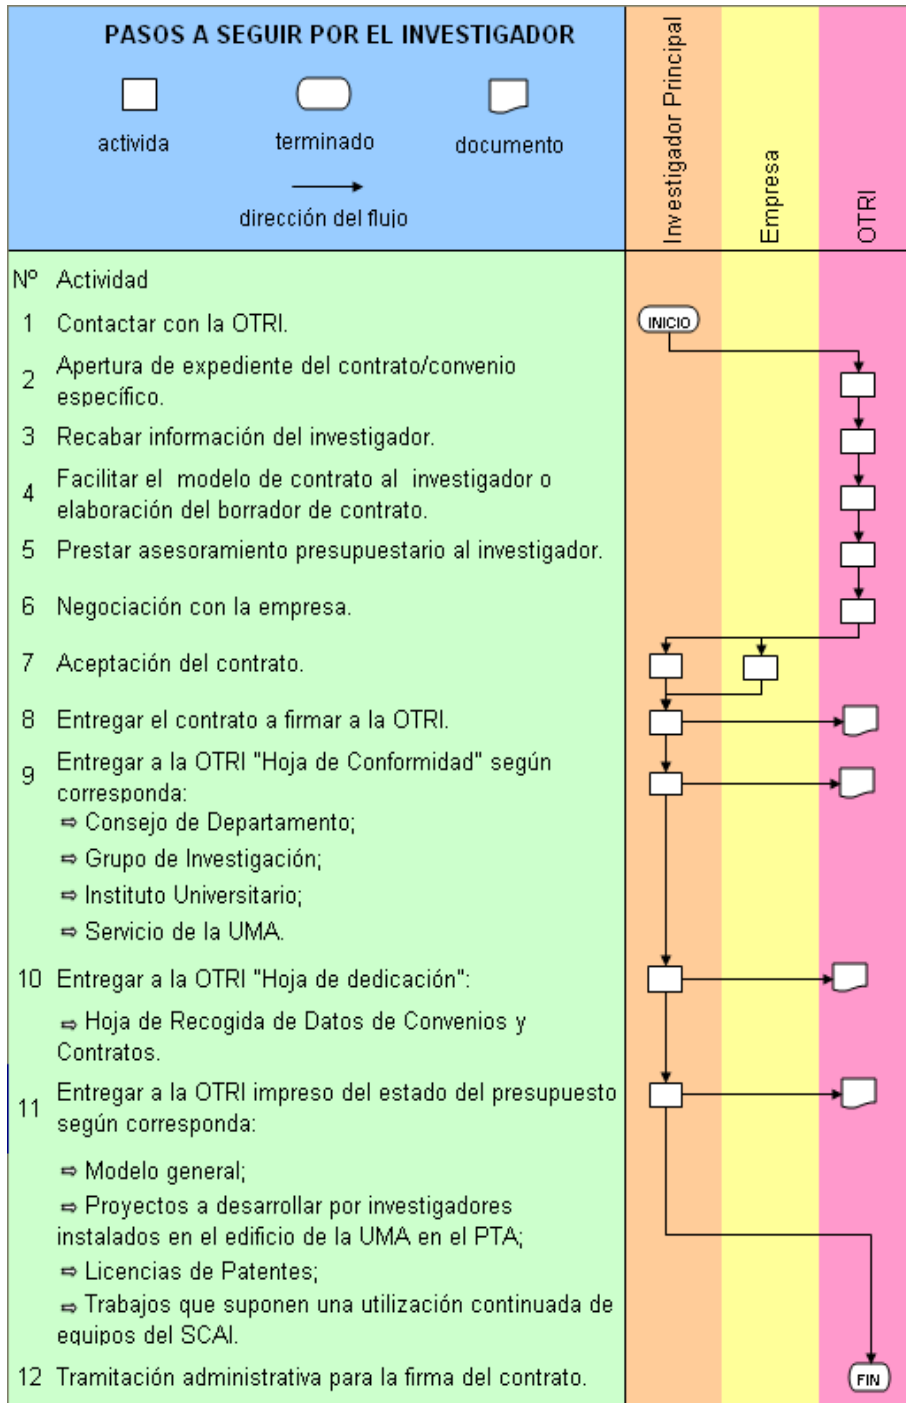 PASOS A SEGUIR POR EL INVESTIGADOR
activida
terminado
documento
dirección del flujo
Investigador Principal
Empresa
OTRI
Nº Actividad
1 Contactar con la OTRI.
INICIO
2 Apertura de expediente del contrato/convenio
específico.
3 Recabar información del investigador.
4 Facilitar el modelo de contrato al investigador o
elaboración del borrador de contrato.
5 Prestar asesoramiento presupuestario al investigador.
6 Negociación con la empresa.
7 Aceptación del contrato.
8 Entregar el contrato a firmar a la OTRI.
9 Entregar a la OTRI "Hoja de Conformidad" según
corresponda:
⇨ Consejo de Departamento;
⇨ Grupo de Investigación;
⇨ Instituto Universitario;
⇨ Servicio de la UMA.
10 Entregar a la OTRI "Hoja de dedicación":
⇨ Hoja de Recogida de Datos de Convenios y
Contratos.
11 Entregar a la OTRI impreso del estado del presupuesto
según corresponda:
⇨ Modelo general;
⇨ Proyectos a desarrollar por investigadores
instalados en el edificio de la UMA en el PTA;
⇨ Licencias de Patentes;
⇨ Trabajos que suponen una utilización continuada de
equipos del SCAI.
12 Tramitación administrativa para la firma del contrato.
FIN